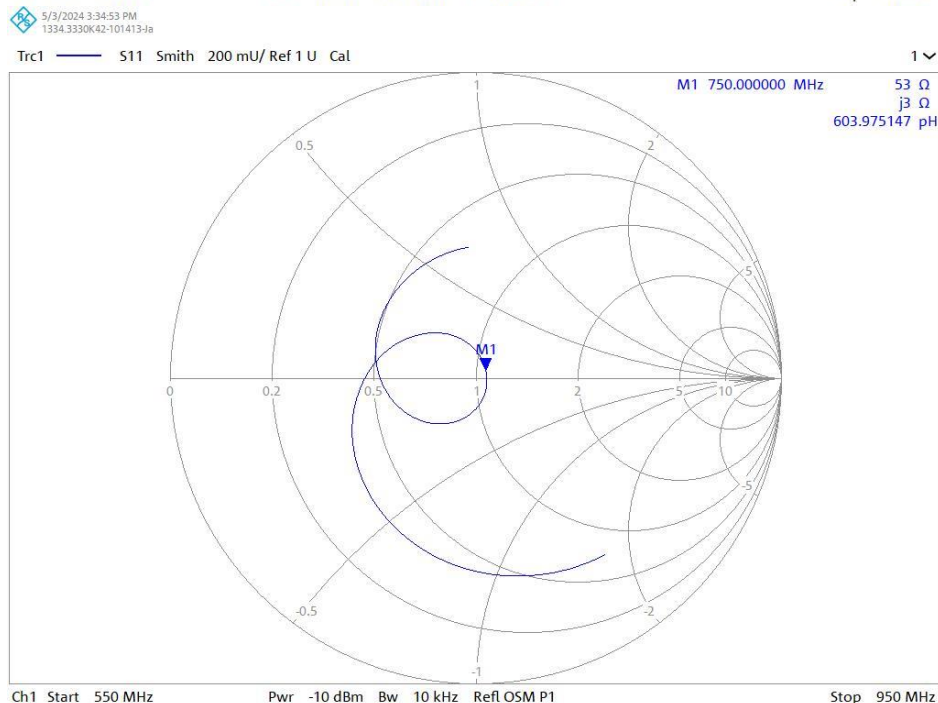 5/3/2024 3:34:53 PM
1334.3330K42-101413-Ja
Trc1 S11 Smith 200 mU/ Ref 1 U Cal 1
M1 750.000000 MHz 53 Ω
j3 Ω
603.975147 pH
1
0.5 2
5
M1
0 0.2 0.5 1 2 5 10
-5
-0.5 -2
-1
Ch1 Start 550 MHz Pwr -10 dBm Bw 10 kHz Refl OSM P1 Stop 950 MHz